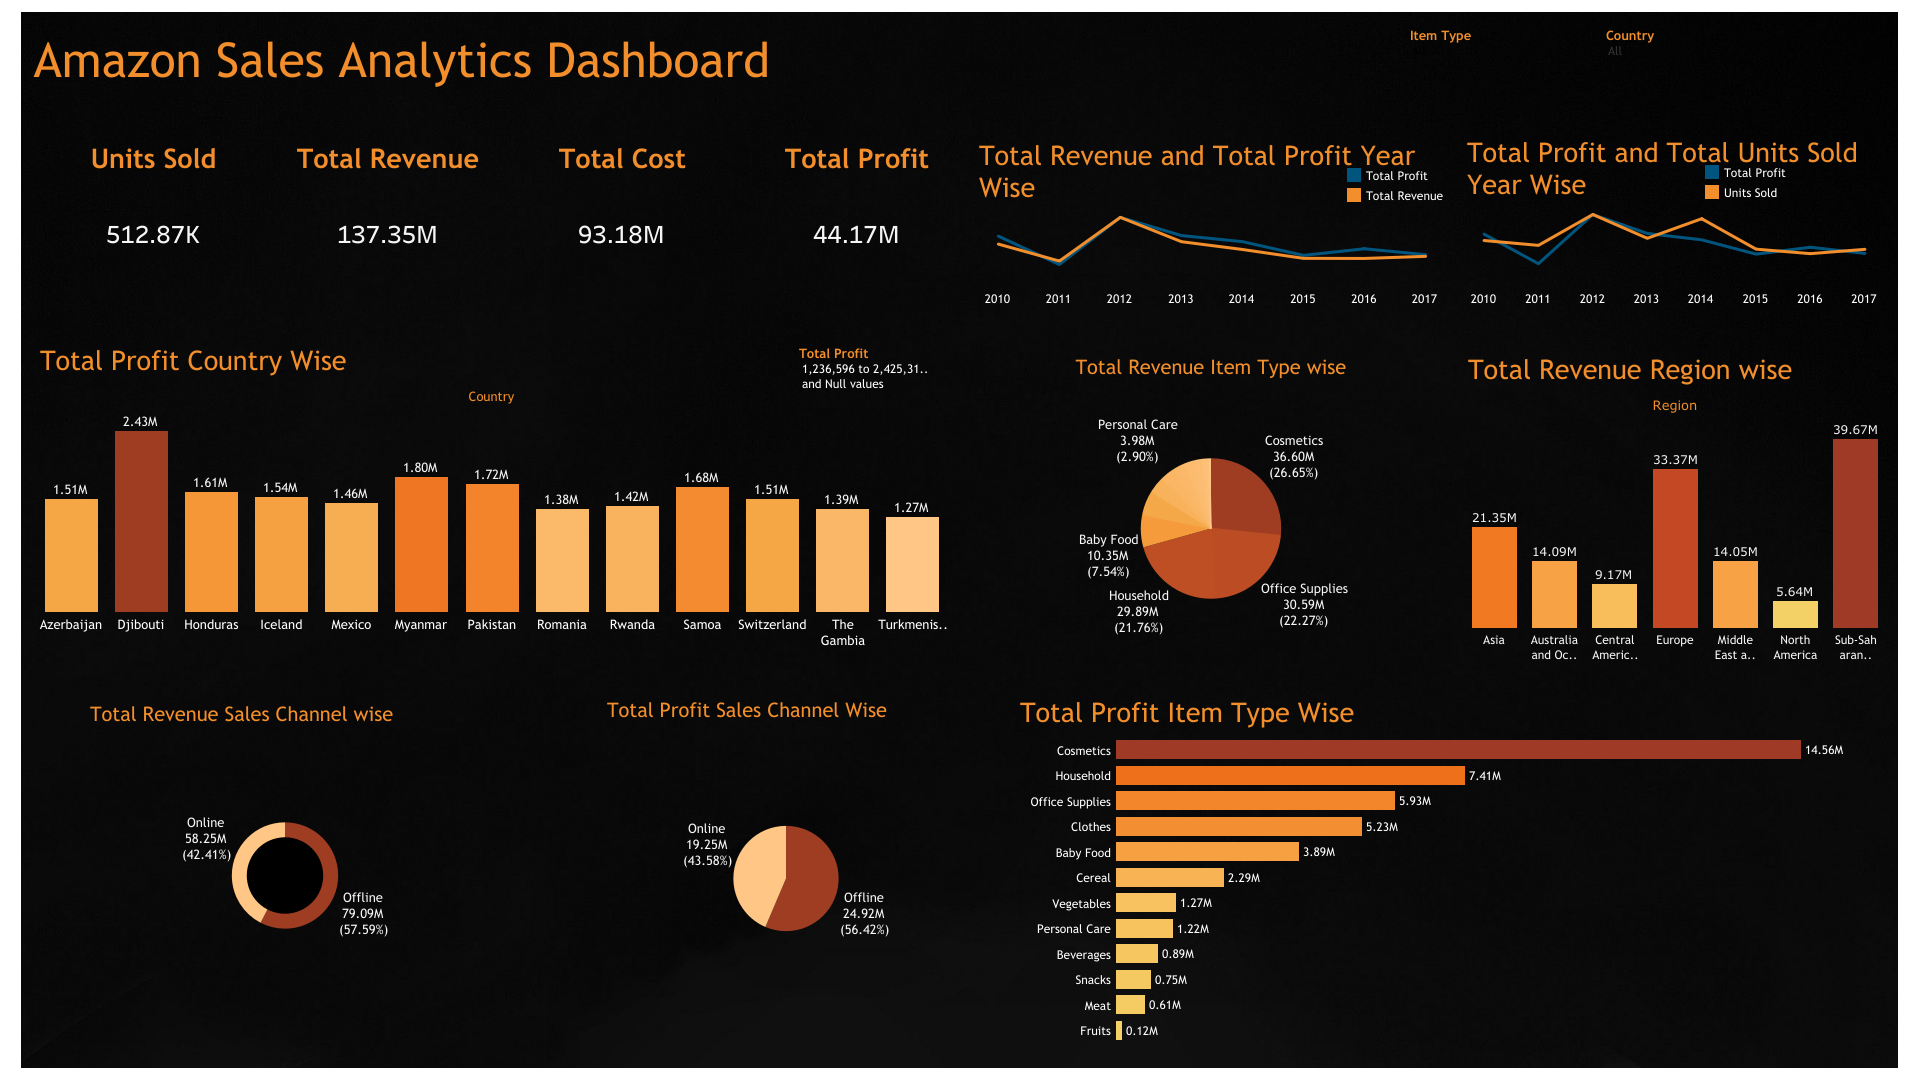 Amazon Sales Analytics Dashboard
Item Type
Country
All
Units Sold
512.87K
Total Revenue
137.35M
Total Cost
93.18M
Total Profit
44.17M
Total Revenue and Total Profit Year
Wise
Total Profit
Total Revenue
2010 2011 2012 2013 2014 2015 2016 2017
Total Profit and Total Units Sold
Year Wise
Total Profit
Units Sold
2010 2011 2012 2013 2014 2015 2016 2017
Total Profit Country Wise
Total Profit
1,236,596 to 2,425,31..
and Null values
Country
1.51M 2.43M 1.61M 1.54M 1.46M 1.80M 1.72M 1.38M 1.42M 1.68M 1.51M 1.39M 1.27M
Azerbaijan Djibouti Honduras Iceland Mexico Myanmar Pakistan Romania Rwanda Samoa Switzerland The Turkmenis..
Gambia
Total Revenue Item Type wise
Personal Care
3.98M
(2.90%)
Cosmetics
36.60M
(26.65%)
Baby Food
10.35M
(7.54%)
Household
29.89M
(21.76%)
Office Supplies
30.59M
(22.27%)
Total Revenue Region wise
Region
21.35M 14.09M 9.17M 33.37M 14.05M 5.64M 39.67M
Asia Australia Central Europe Middle North Sub-Sah
and Oc.. Americ.. East a.. America aran..
Total Revenue Sales Channel wise
Online
58.25M
(42.41%)
Offline
79.09M
(57.59%)
Total Profit Sales Channel Wise
Online
19.25M
(43.58%)
Offline
24.92M
(56.42%)
Total Profit Item Type Wise
Cosmetics 14.56M
Household 7.41M
Office Supplies 5.93M
Clothes 5.23M
Baby Food 3.89M
Cereal 2.29M
Vegetables 1.27M
Personal Care 1.22M
Beverages 0.89M
Snacks 0.75M
Meat 0.61M
Fruits 0.12M